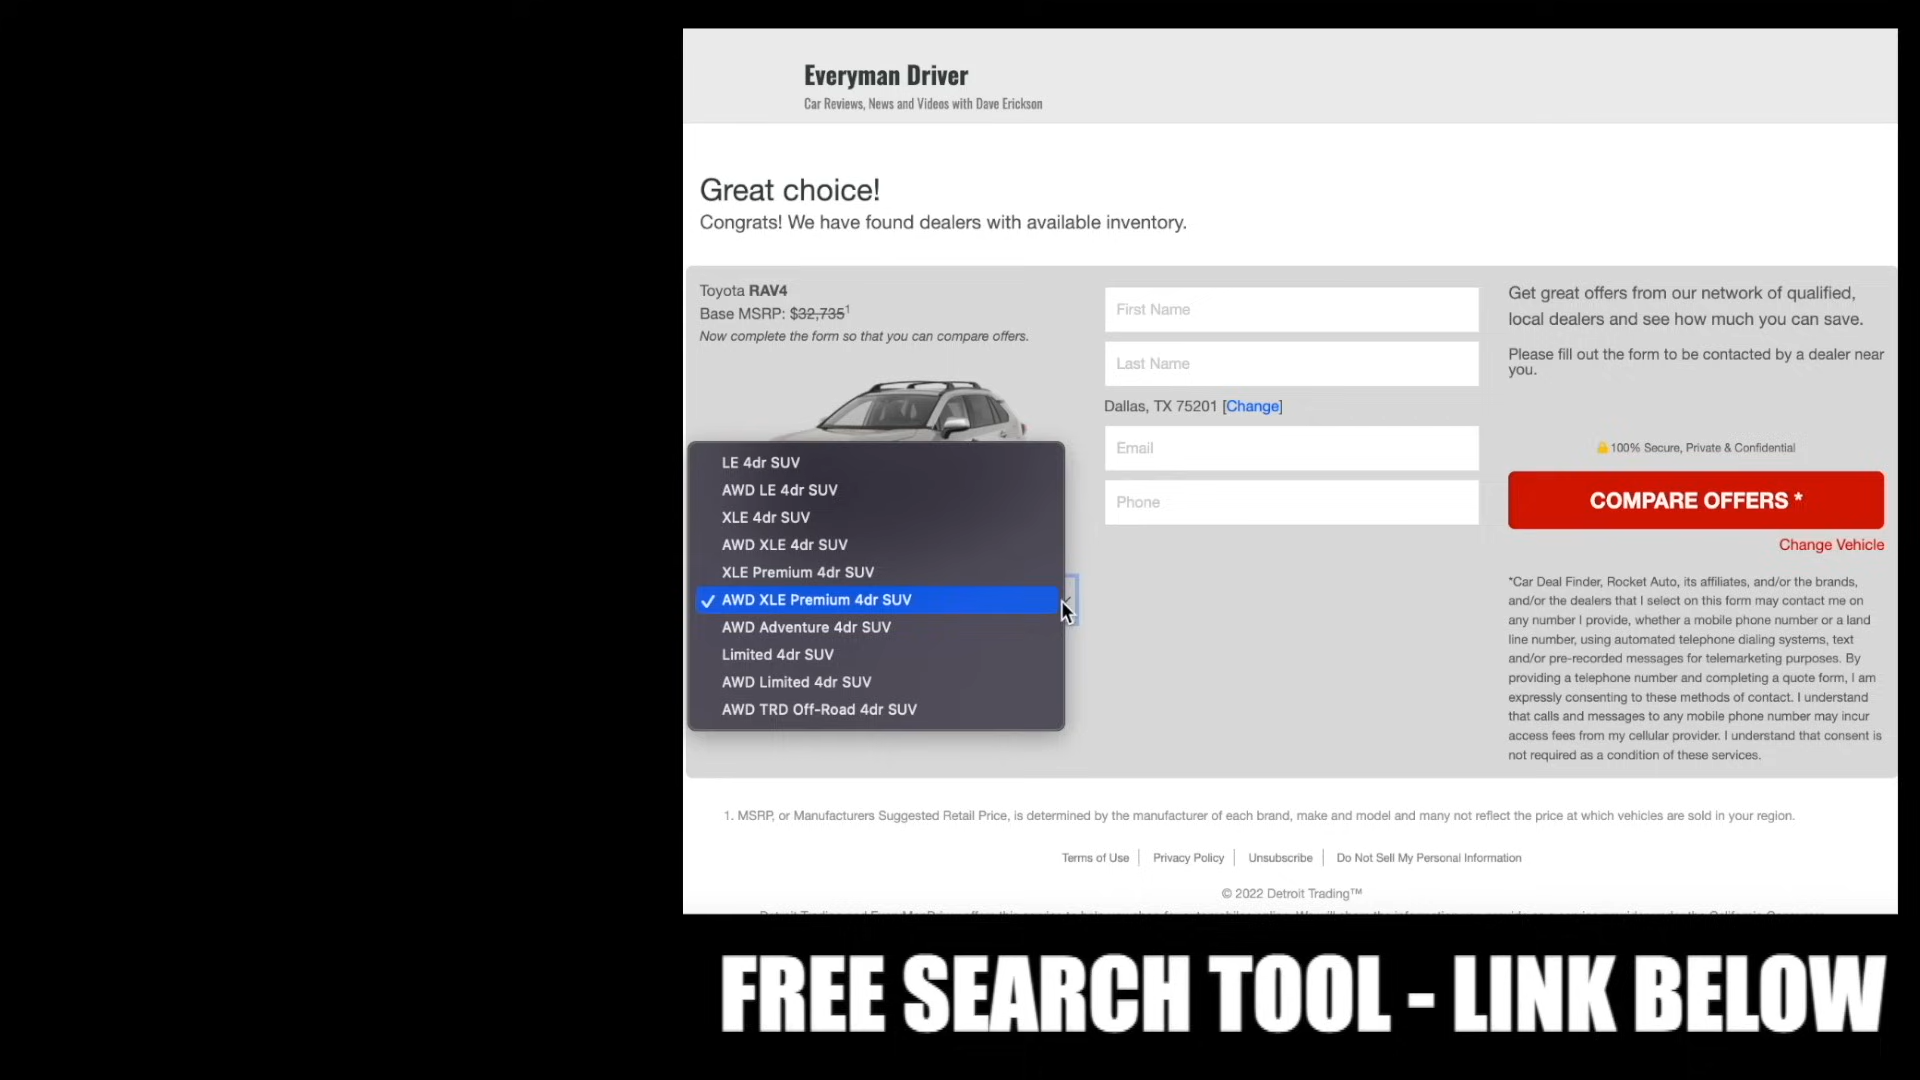 Everyman Driver
Car Reviews, News and Videos with Dave Erickson
Great choice!
Congrats! We have found dealers with available inventory.
Toyota RAV4
Base MSRP: $32,735¹
Now complete the form so that you can compare offers.
LE 4dr SUV
AWD LE 4dr SUV
XLE 4dr SUV
AWD XLE 4dr SUV
XLE Premium 4dr SUV
AWD XLE Premium 4dr SUV
AWD Adventure 4dr SUV
Limited 4dr SUV
AWD Limited 4dr SUV
AWD TRD Off-Road 4dr SUV
First Name
Last Name
Dallas, TX 75201 [Change]
Email
Phone
Get great offers from our network of qualified,
local dealers and see how much you can save.
Please fill out the form to be contacted by a dealer near
you.
100% Secure, Private & Confidential
COMPARE OFFERS *
Change Vehicle
*Car Deal Finder, Rocket Auto, its affiliates, and/or the brands,
and/or the dealers that I select on this form may contact me on
any number I provide, whether a mobile phone number or a land
line number, using automated telephone dialing systems, text
and/or pre-recorded messages for telemarketing purposes. By
providing a telephone number and completing a quote form, I am
expressly consenting to these methods of contact. I understand
that calls and messages to any mobile phone number may incur
access fees from my cellular provider. I understand that consent is
not required as a condition of these services.
1. MSRP, or Manufacturers Suggested Retail Price, is determined by the manufacturer of each brand, make and model and many not reflect the price at which vehicles are sold in your region.
Terms of Use
Privacy Policy
Unsubscribe
Do Not Sell My Personal Information
© 2022 Detroit Trading™
FREE SEARCH TOOL - LINK BELOW